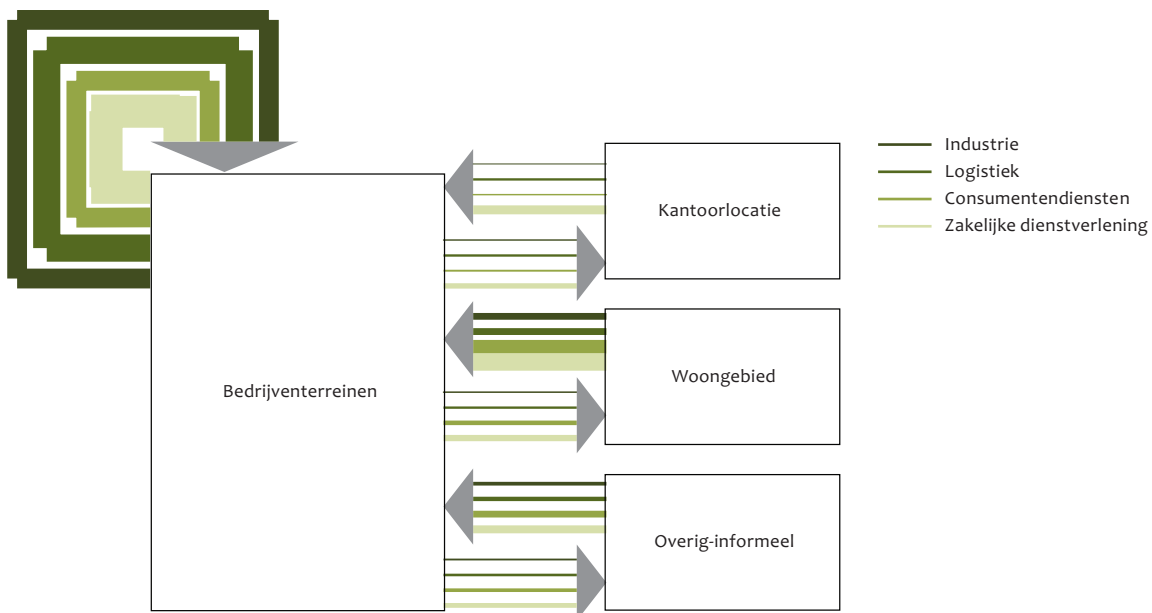 Industrie
Logistiek
Consumentendiensten
Zakelijke dienstverlening
Kantoorlocatie
Bedrijventerreinen
Woongebied
Overig-informeel